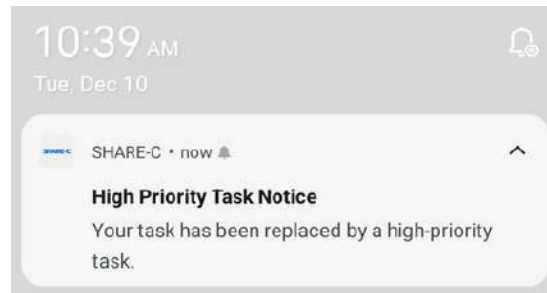 10:39 AM
Tue, Dec 10
SHARE-C
SHARE-C • now
High Priority Task Notice
Your task has been replaced by a high-priority
task.